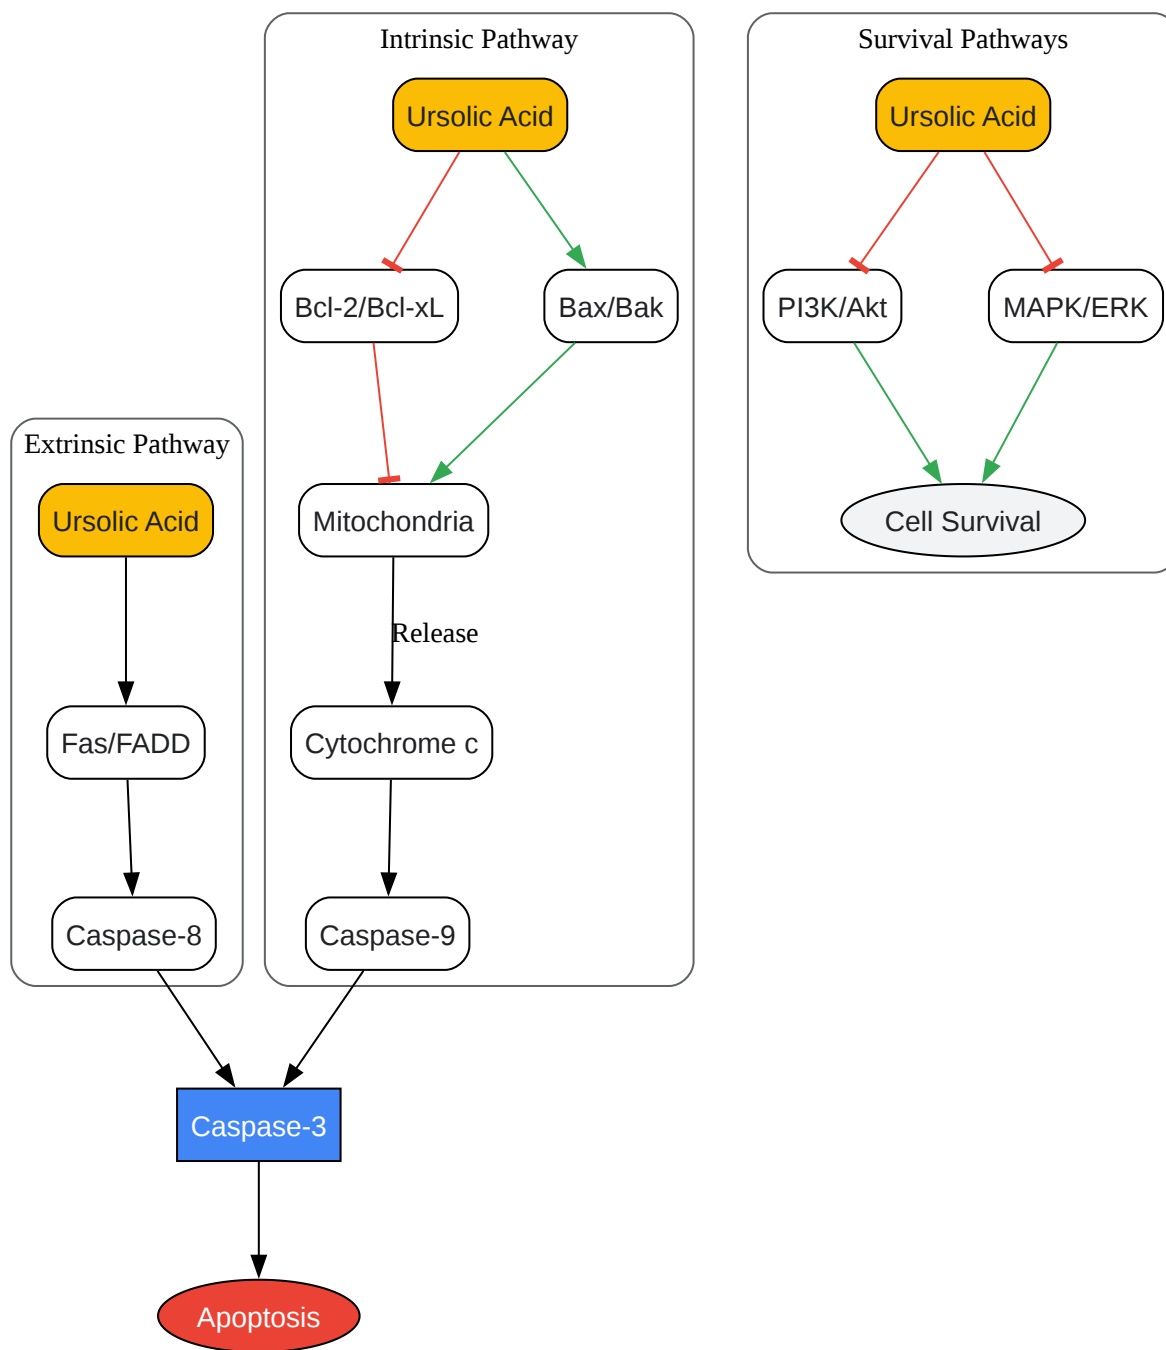 Intrinsic Pathway
Ursolic Acid
Bcl-2/Bcl-xL
Bax/Bak
Mitochondria
Release
Cytochrome c
Caspase-9
Survival Pathways
Ursolic Acid
PI3K/Akt
MAPK/ERK
Cell Survival
Extrinsic Pathway
Ursolic Acid
Fas/FADD
Caspase-8
Caspase-3
Apoptosis